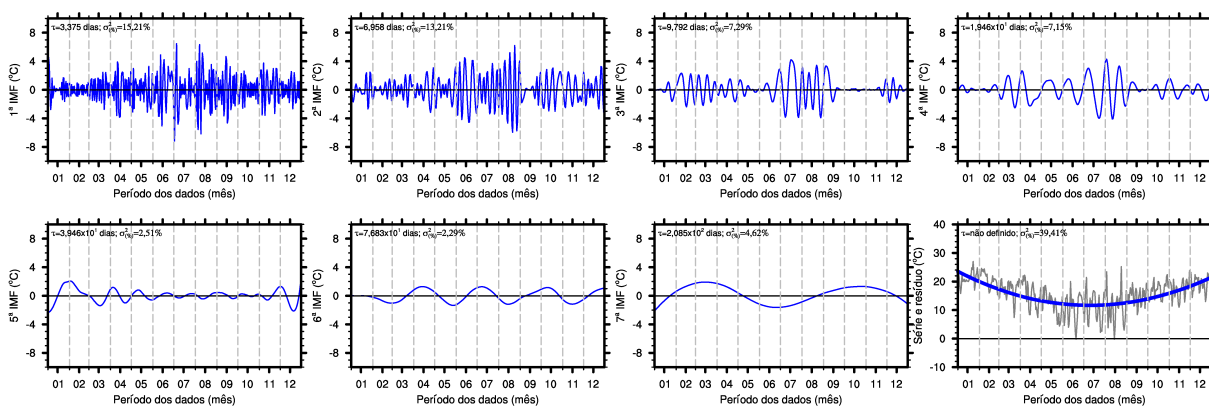 τ=3,375 dias; σ²(%)=15,21%
8
4
0
-4
-8
1ª IMF (ºC)
01 02 03 04 05 06 07 08 09 10 11 12
Período dos dados (mês)
τ=6,958 dias; σ²(%)=13,21%
8
4
0
-4
-8
2ª IMF (ºC)
01 02 03 04 05 06 07 08 09 10 11 12
Período dos dados (mês)
τ=9,792 dias; σ²(%)=7,29%
8
4
0
-4
-8
3ª IMF (ºC)
01 02 03 04 05 06 07 08 09 10 11 12
Período dos dados (mês)
τ=1,946x10¹ dias; σ²(%)=7,15%
8
4
0
-4
-8
4ª IMF (ºC)
01 02 03 04 05 06 07 08 09 10 11 12
Período dos dados (mês)
τ=3,946x10¹ dias; σ²(%)=2,51%
8
4
0
-4
-8
5ª IMF (ºC)
01 02 03 04 05 06 07 08 09 10 11 12
Período dos dados (mês)
τ=7,683x10¹ dias; σ²(%)=2,29%
8
4
0
-4
-8
6ª IMF (ºC)
01 02 03 04 05 06 07 08 09 10 11 12
Período dos dados (mês)
τ=2,085x10² dias; σ²(%)=4,62%
8
4
0
-4
-8
7ª IMF (ºC)
01 02 03 04 05 06 07 08 09 10 11 12
Período dos dados (mês)
τ=não definido; σ²(%)=39,41%
40
30
20
10
0
-10
Série e resíduo (ºC)
01 02 03 04 05 06 07 08 09 10 11 12
Período dos dados (mês)